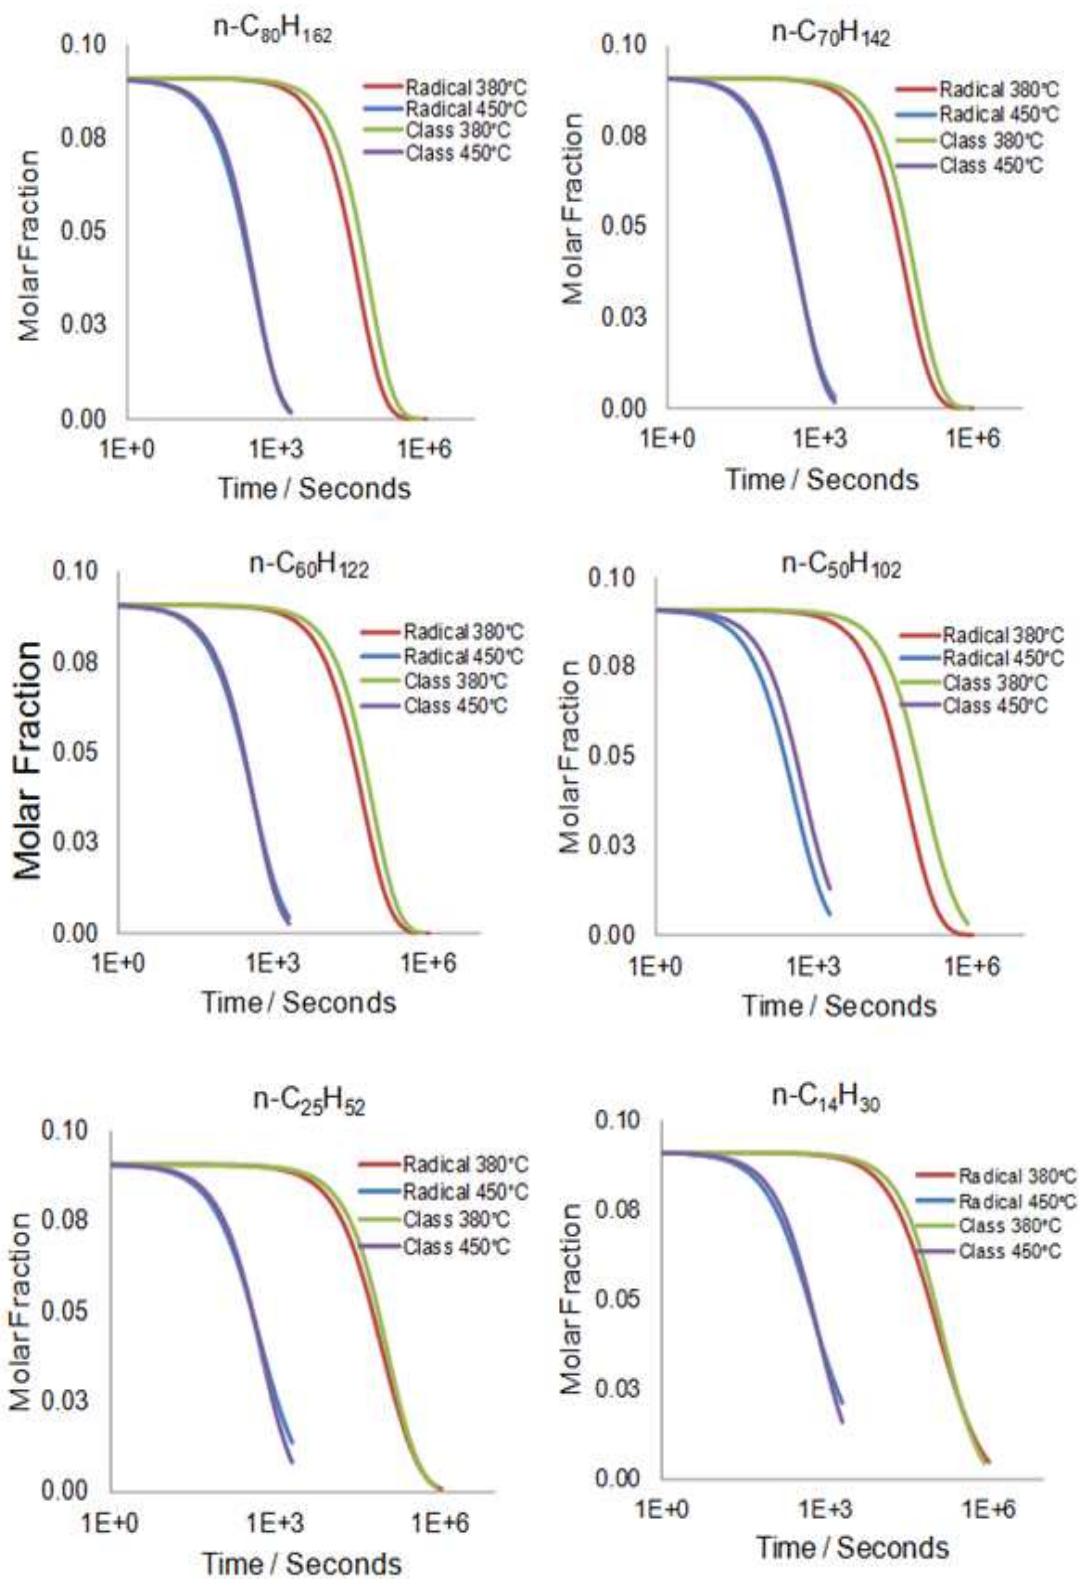 n-C80H162
0.10
0.08
0.05
0.03
0.00
Molar Fraction
Radical 380°C
Radical 450°C
Class 380°C
Class 450°C
1E+0 1E+3 1E+6
Time / Seconds
n-C70H142
0.10
0.08
0.05
0.03
0.00
Molar Fraction
Radical 380°C
Radical 450°C
Class 380°C
Class 450°C
1E+0 1E+3 1E+6
Time / Seconds
n-C60H122
0.10
0.08
0.05
0.03
0.00
Molar Fraction
Radical 380°C
Radical 450°C
Class 380°C
Class 450°C
1E+0 1E+3 1E+6
Time / Seconds
n-C50H102
0.10
0.08
0.05
0.03
0.00
Molar Fraction
Radical 380°C
Radical 450°C
Class 380°C
Class 450°C
1E+0 1E+3 1E+6
Time / Seconds
n-C25H52
0.10
0.08
0.05
0.03
0.00
Molar Fraction
Radical 380°C
Radical 450°C
Class 380°C
Class 450°C
1E+0 1E+3 1E+6
Time / Seconds
n-C14H30
0.10
0.08
0.05
0.03
0.00
Molar Fraction
Radical 380°C
Radical 450°C
Class 380°C
Class 450°C
1E+0 1E+3 1E+6
Time / Seconds